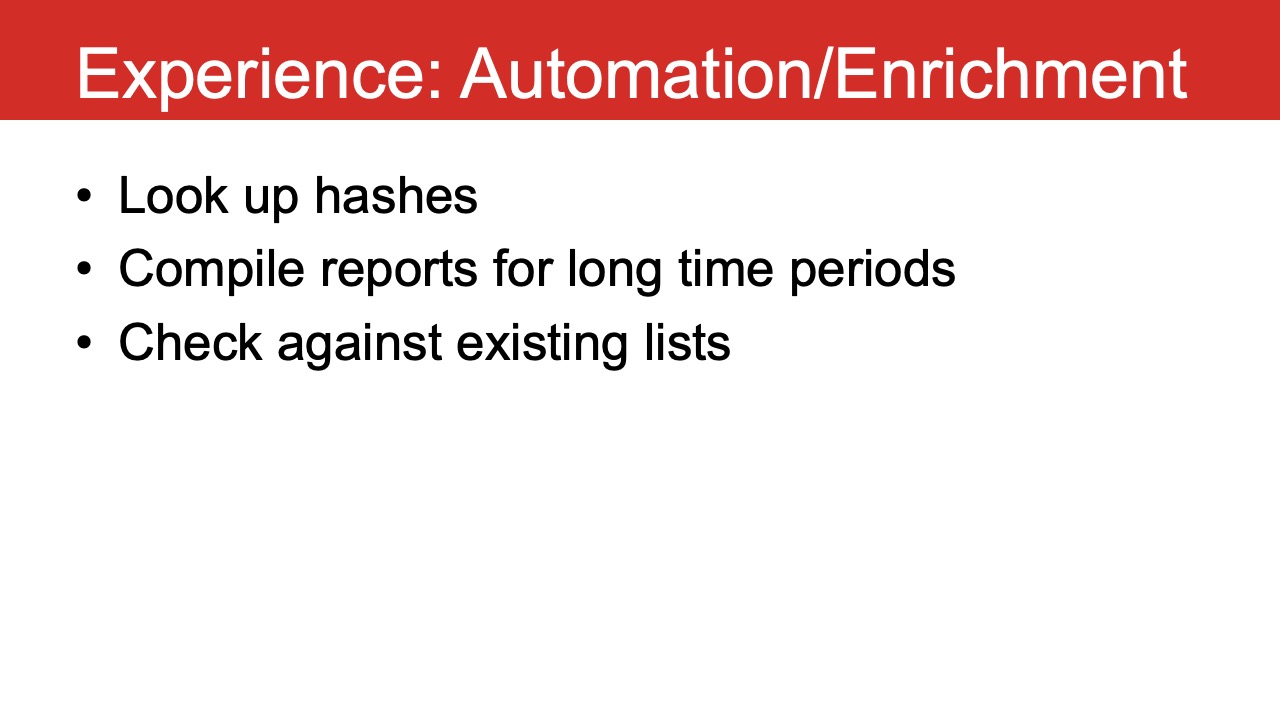 Experience: Automation/Enrichment
• Look up hashes
• Compile reports for long time periods
• Check against existing lists